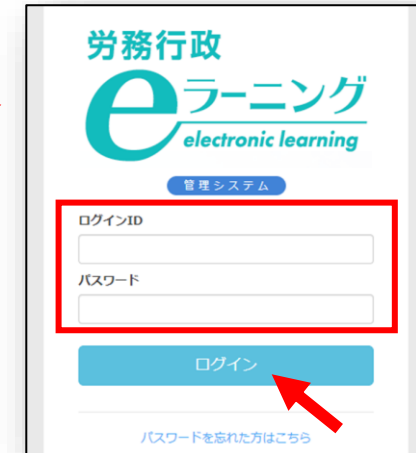 労務行政
eラーニング
electronic learning
管理システム
ログインID
パスワード
ログイン
パスワードを忘れた方はこちら